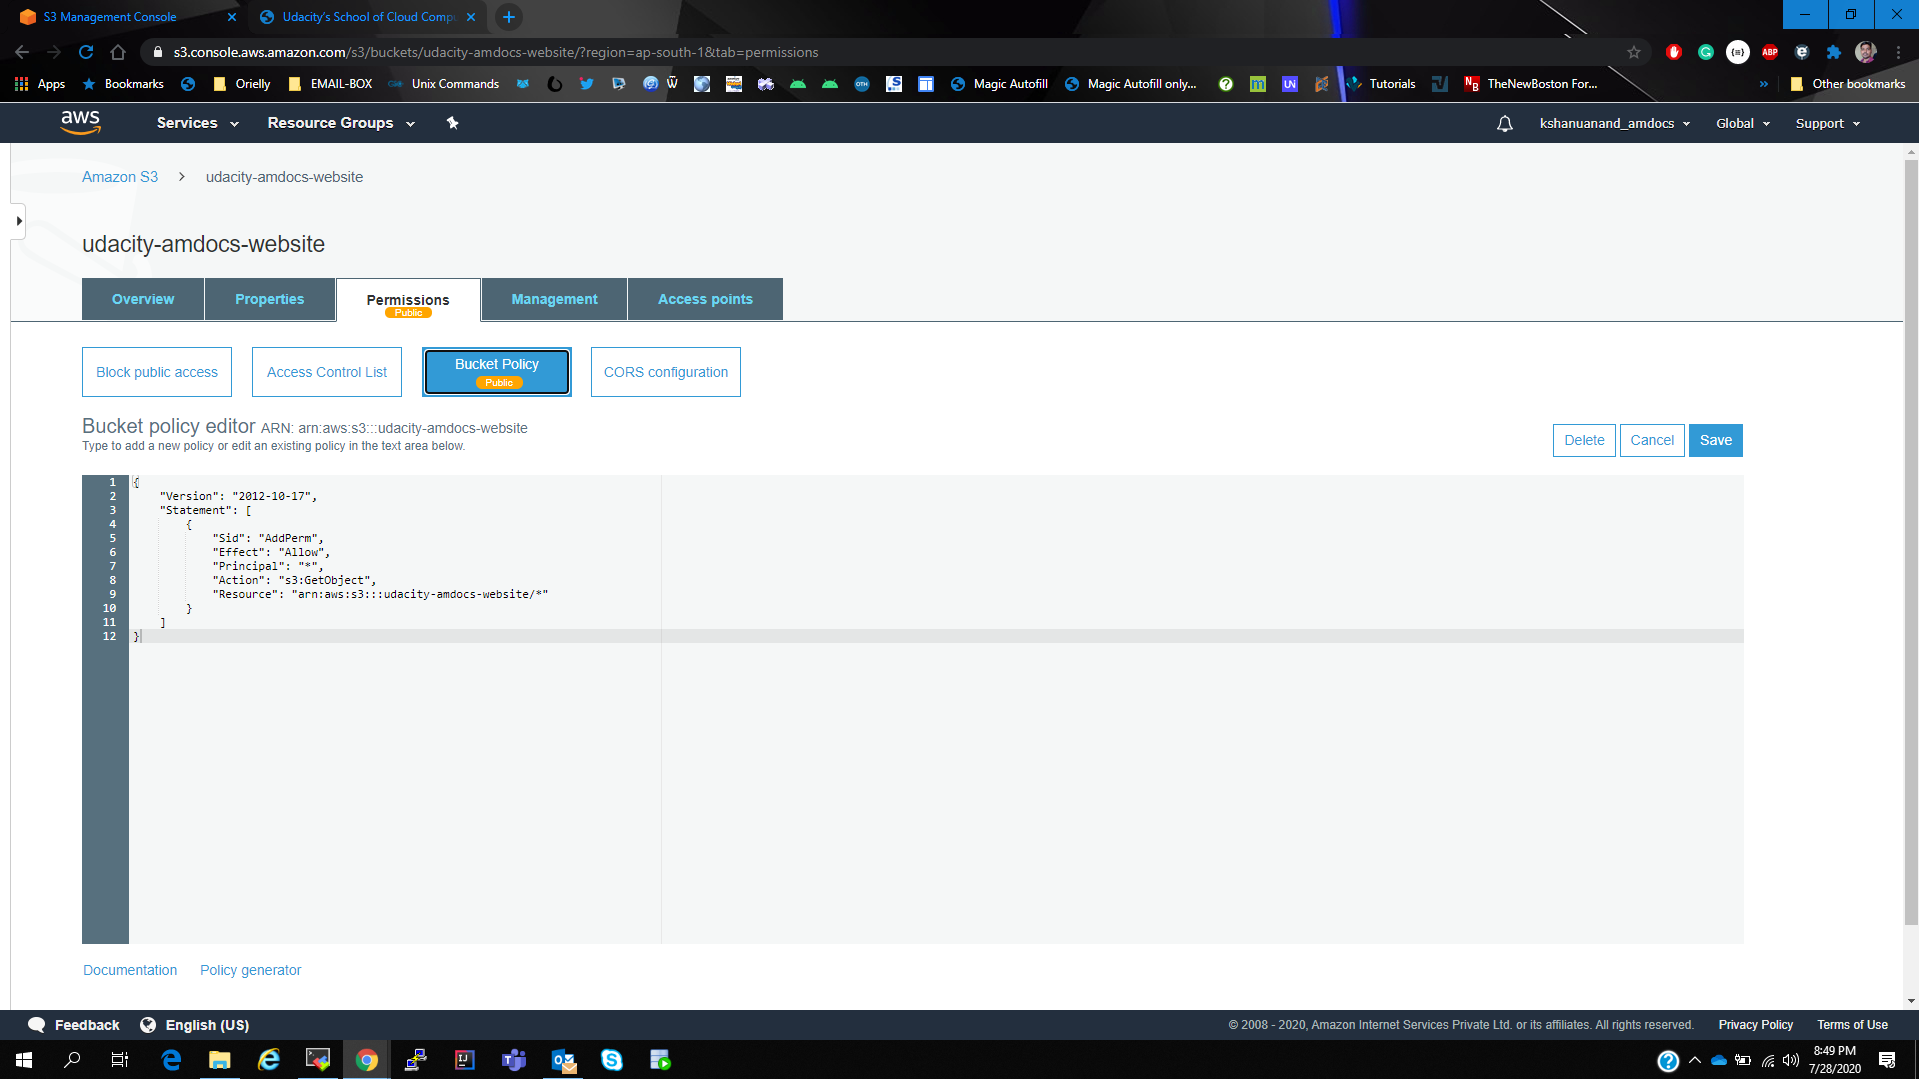 S3 Management Console
Udacity's School of Cloud Comp
s3.console.aws.amazon.com/s3/buckets/udacity-amdocs-website/?region=ap-south-1&tab=permissions
Apps Bookmarks Orielly EMAIL-BOX Unix Commands Magic Autofill Magic Autofill only... Tutorials TheNewBoston For... » Other bookmarks
aws Services Resource Groups kshanuanand_amdocs Global Support
Amazon S3 > udacity-amdocs-website
udacity-amdocs-website
Overview Properties Permissions Management Access points
Public
Block public access Access Control List Bucket Policy CORS configuration
Public
Bucket policy editor ARN: arn:aws:s3:::udacity-amdocs-website
Type to add a new policy or edit an existing policy in the text area below.
Delete Cancel Save
1 {
2 "Version": "2012-10-17",
3 "Statement": [
4 {
5 "Sid": "AddPerm",
6 "Effect": "Allow",
7 "Principal": "*",
8 "Action": "s3:GetObject",
9 "Resource": "arn:aws:s3:::udacity-amdocs-website/*"
10 }
11 ]
12 }
Documentation Policy generator
Feedback English (US) © 2008 - 2020, Amazon Internet Services Private Ltd. or its affiliates. All rights reserved. Privacy Policy Terms of Use
8:49 PM
7/28/2020